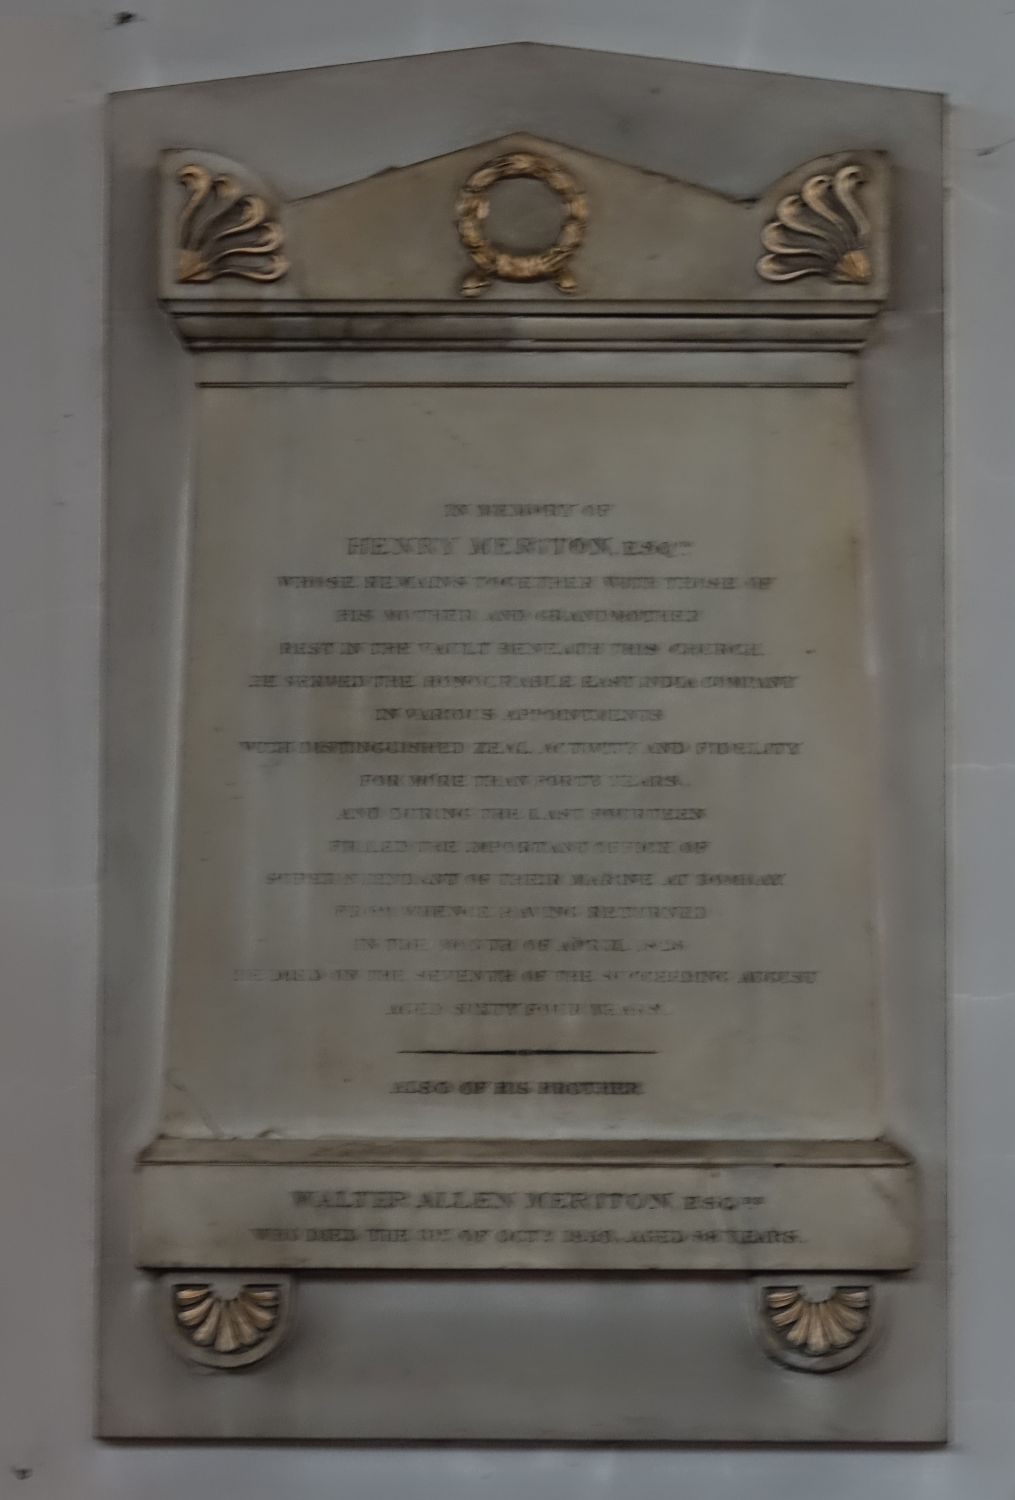 IN MEMORY OF
HENRY MERITON, ESQRE
WHOSE REMAINS TOGETHER WITH THOSE OF
HIS MOTHER AND GRANDMOTHER
REST IN THE VAULT BENEATH THIS CHURCH.
HE SERVED THE HONOURABLE EAST INDIA COMPANY
IN VARIOUS APPOINTMENTS
WITH DISTINGUISHED ZEAL, ACTIVITY AND FIDELITY
FOR MORE THAN FORTY YEARS.
AND DURING THE LAST FOURTEEN
FILLED THE IMPORTANT OFFICE OF
SUPERINTENDANT OF THEIR MARINE AT BOMBAY
FROM WHENCE HAVING RETURNED
IN THE MONTH OF APRIL
HE DIED ON THE SEVENTH OF THE SUCCEEDING AUGUST
AGED SIXTY FOUR YEARS.
ALSO OF HIS BROTHER
WALTER ALLEN MERITON, ESQRE
WHO DIED THE OF OCTR AGED YEARS.